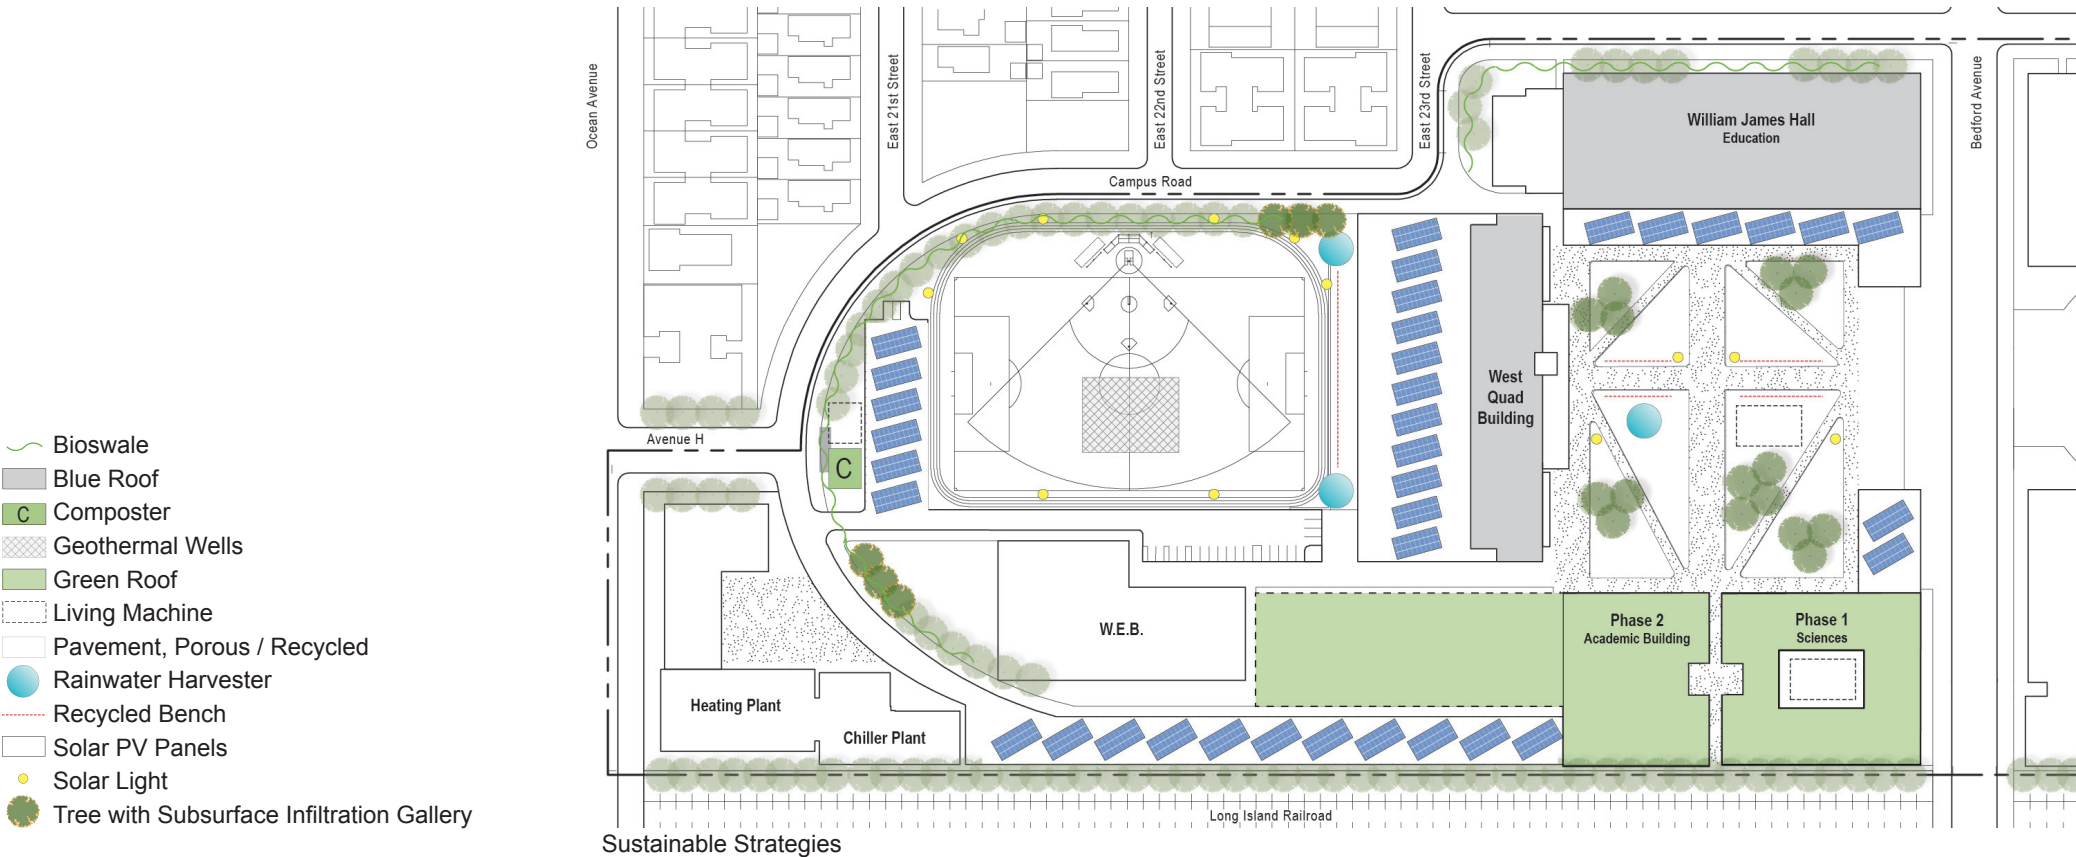 Ocean Avenue
East 21st Street
East 22nd Street
East 23rd Street
Bedford Avenue
William James Hall
Education
Campus Road
West
Quad
Building
Avenue H
C
Bioswale
Blue Roof
C Composter
Geothermal Wells
Green Roof
Living Machine
Pavement, Porous / Recycled
Rainwater Harvester
Recycled Bench
Solar PV Panels
Solar Light
Tree with Subsurface Infiltration Gallery
W.E.B.
Phase 2
Academic Building
Phase 1
Sciences
Heating Plant
Chiller Plant
Long Island Railroad
Sustainable Strategies